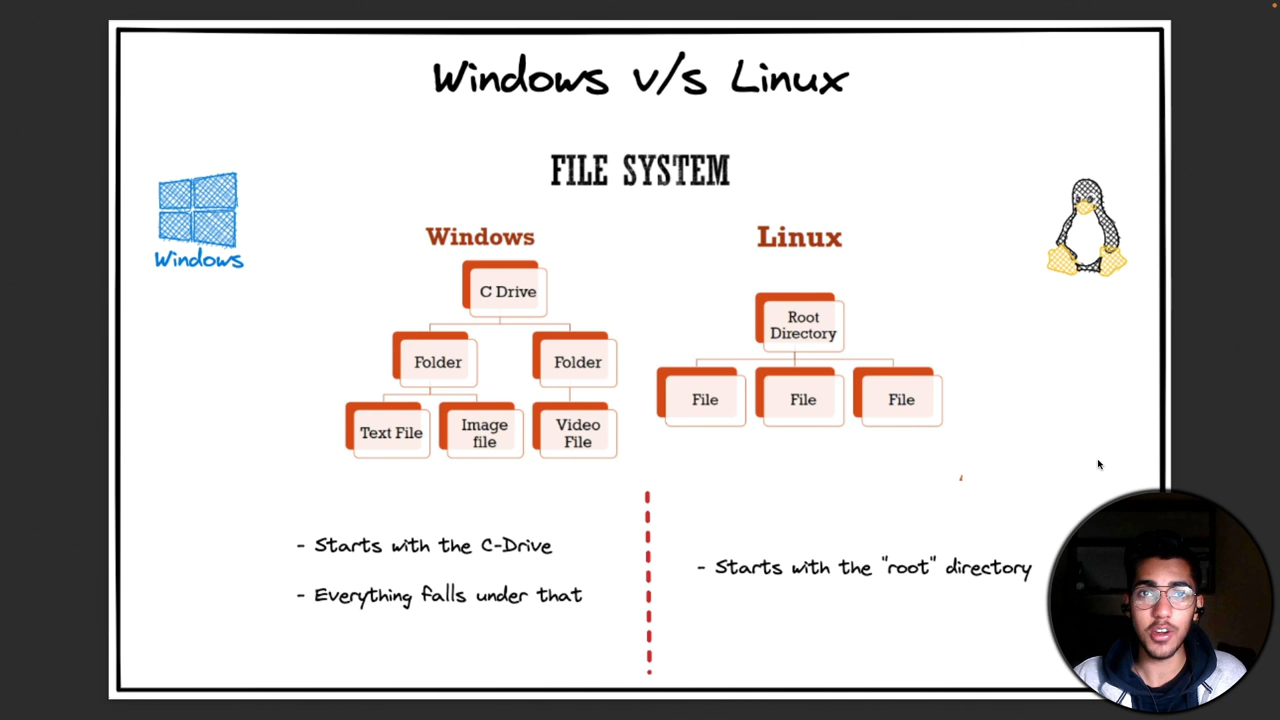 Windows v/s Linux
FILE SYSTEM
Windows
Windows
C Drive
Folder
Folder
Text File
Image
file
Video
File
Linux
Root
Directory
File
File
File
- Starts with the C-Drive
- Everything falls under that
- Starts with the "root" directory